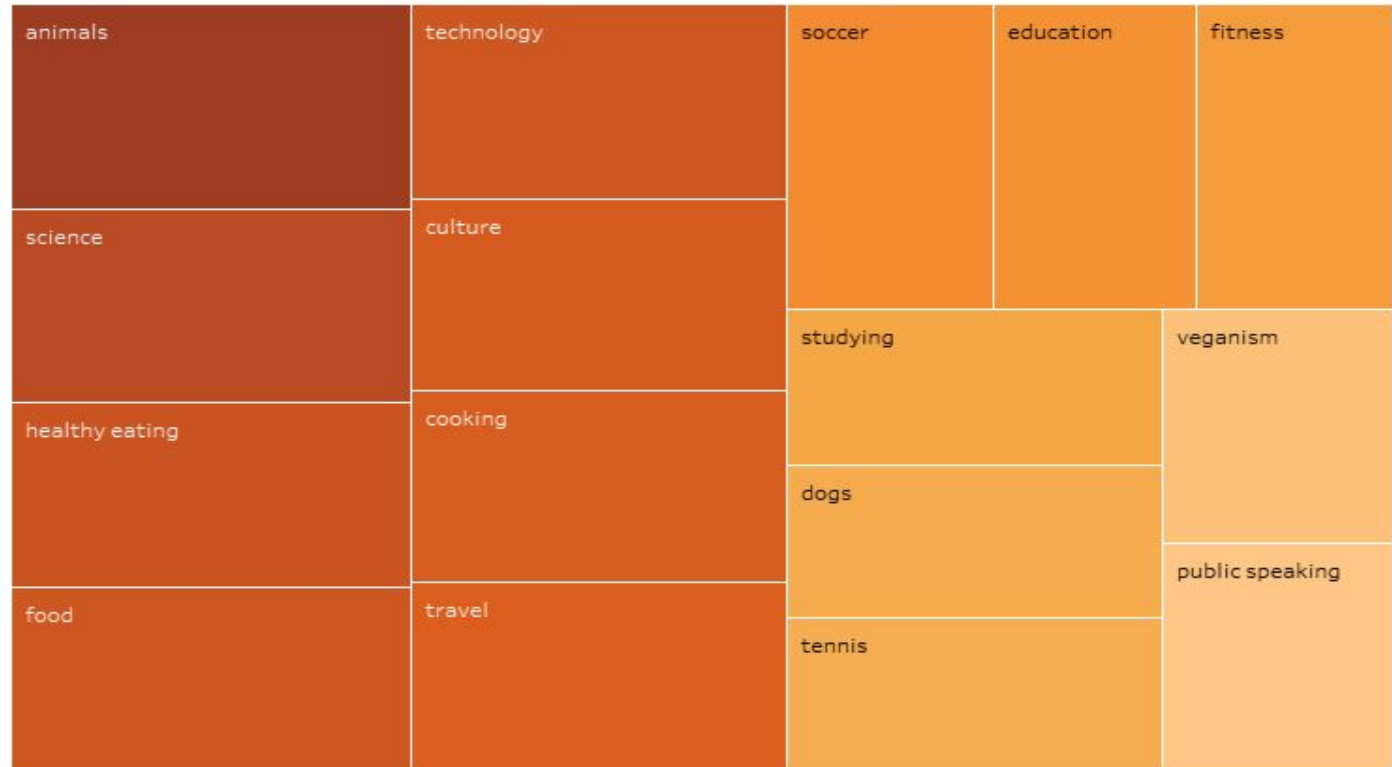 animals
science
healthy eating
food
technology
culture
cooking
travel
soccer
education
fitness
studying
dogs
tennis
veganism
public speaking